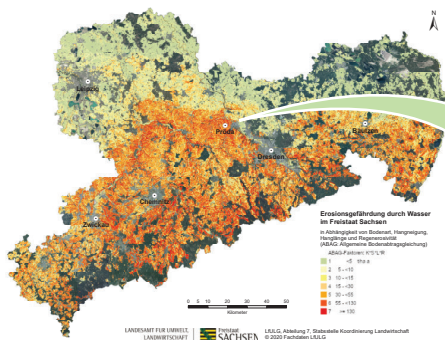 N
Leipzig
Pröda
Bautzen
Dresden
Chemnitz
Zwickau
Erosionsgefährdung durch Wasser
im Freistaat Sachsen
in Abhängigkeit von Bodenart, Hangneigung,
Hanglänge und Regenerosivität
(ABAG: Allgemeine Bodenabtragsgleichung)
ABAG-Faktoren: K*S*L*R
1 <5 t/ha a
2 5 - <10
3 10 - <15
4 15 - <30
5 30 - <55
6 55 - <130
7 >= 130
0 5 10 20 30 40 50
Kilometer
LANDESAMT FÜR UMWELT,
LANDWIRTSCHAFT
Freistaat
SACHSEN
LfULG, Abteilung 7, Stabsstelle Koordinierung Landwirtschaft
© 2020 Fachdaten LfULG